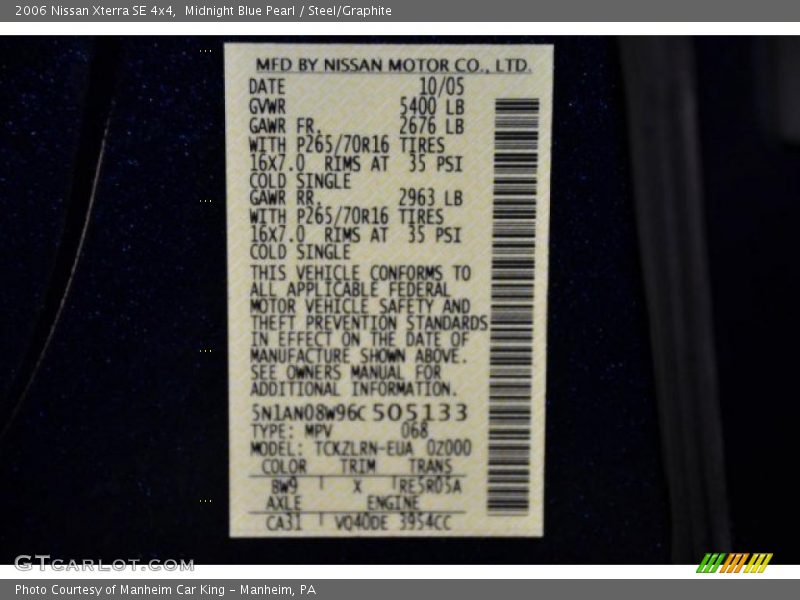 2006 Nissan Xterra SE 4x4,  Midnight Blue Pearl / Steel/Graphite
MFD BY NISSAN MOTOR CO., LTD.
DATE 10/05
GVWR 5400 LB
GAWR FR. 2676 LB
WITH P265/70R16 TIRES
16X7.0 RIMS AT 35 PSI
COLD SINGLE
GAWR RR. 2963 LB
WITH P265/70R16 TIRES
16X7.0 RIMS AT 35 PSI
COLD SINGLE
THIS VEHICLE CONFORMS TO
ALL APPLICABLE FEDERAL
MOTOR VEHICLE SAFETY AND
THEFT PREVENTION STANDARDS
IN EFFECT ON THE DATE OF
MANUFACTURE SHOWN ABOVE.
SEE OWNERS MANUAL FOR
ADDITIONAL INFORMATION.
5N1AN08W96C505133
TYPE: MPV 068
MODEL: TCKZLRN-EUA 0Z000
COLOR TRIM TRANS
BW9 X RE5R05A
AXLE ENGINE
CA31 VQ40DE 3954CC
GTCARLOT.COM
Photo Courtesy of Manheim Car King - Manheim, PA